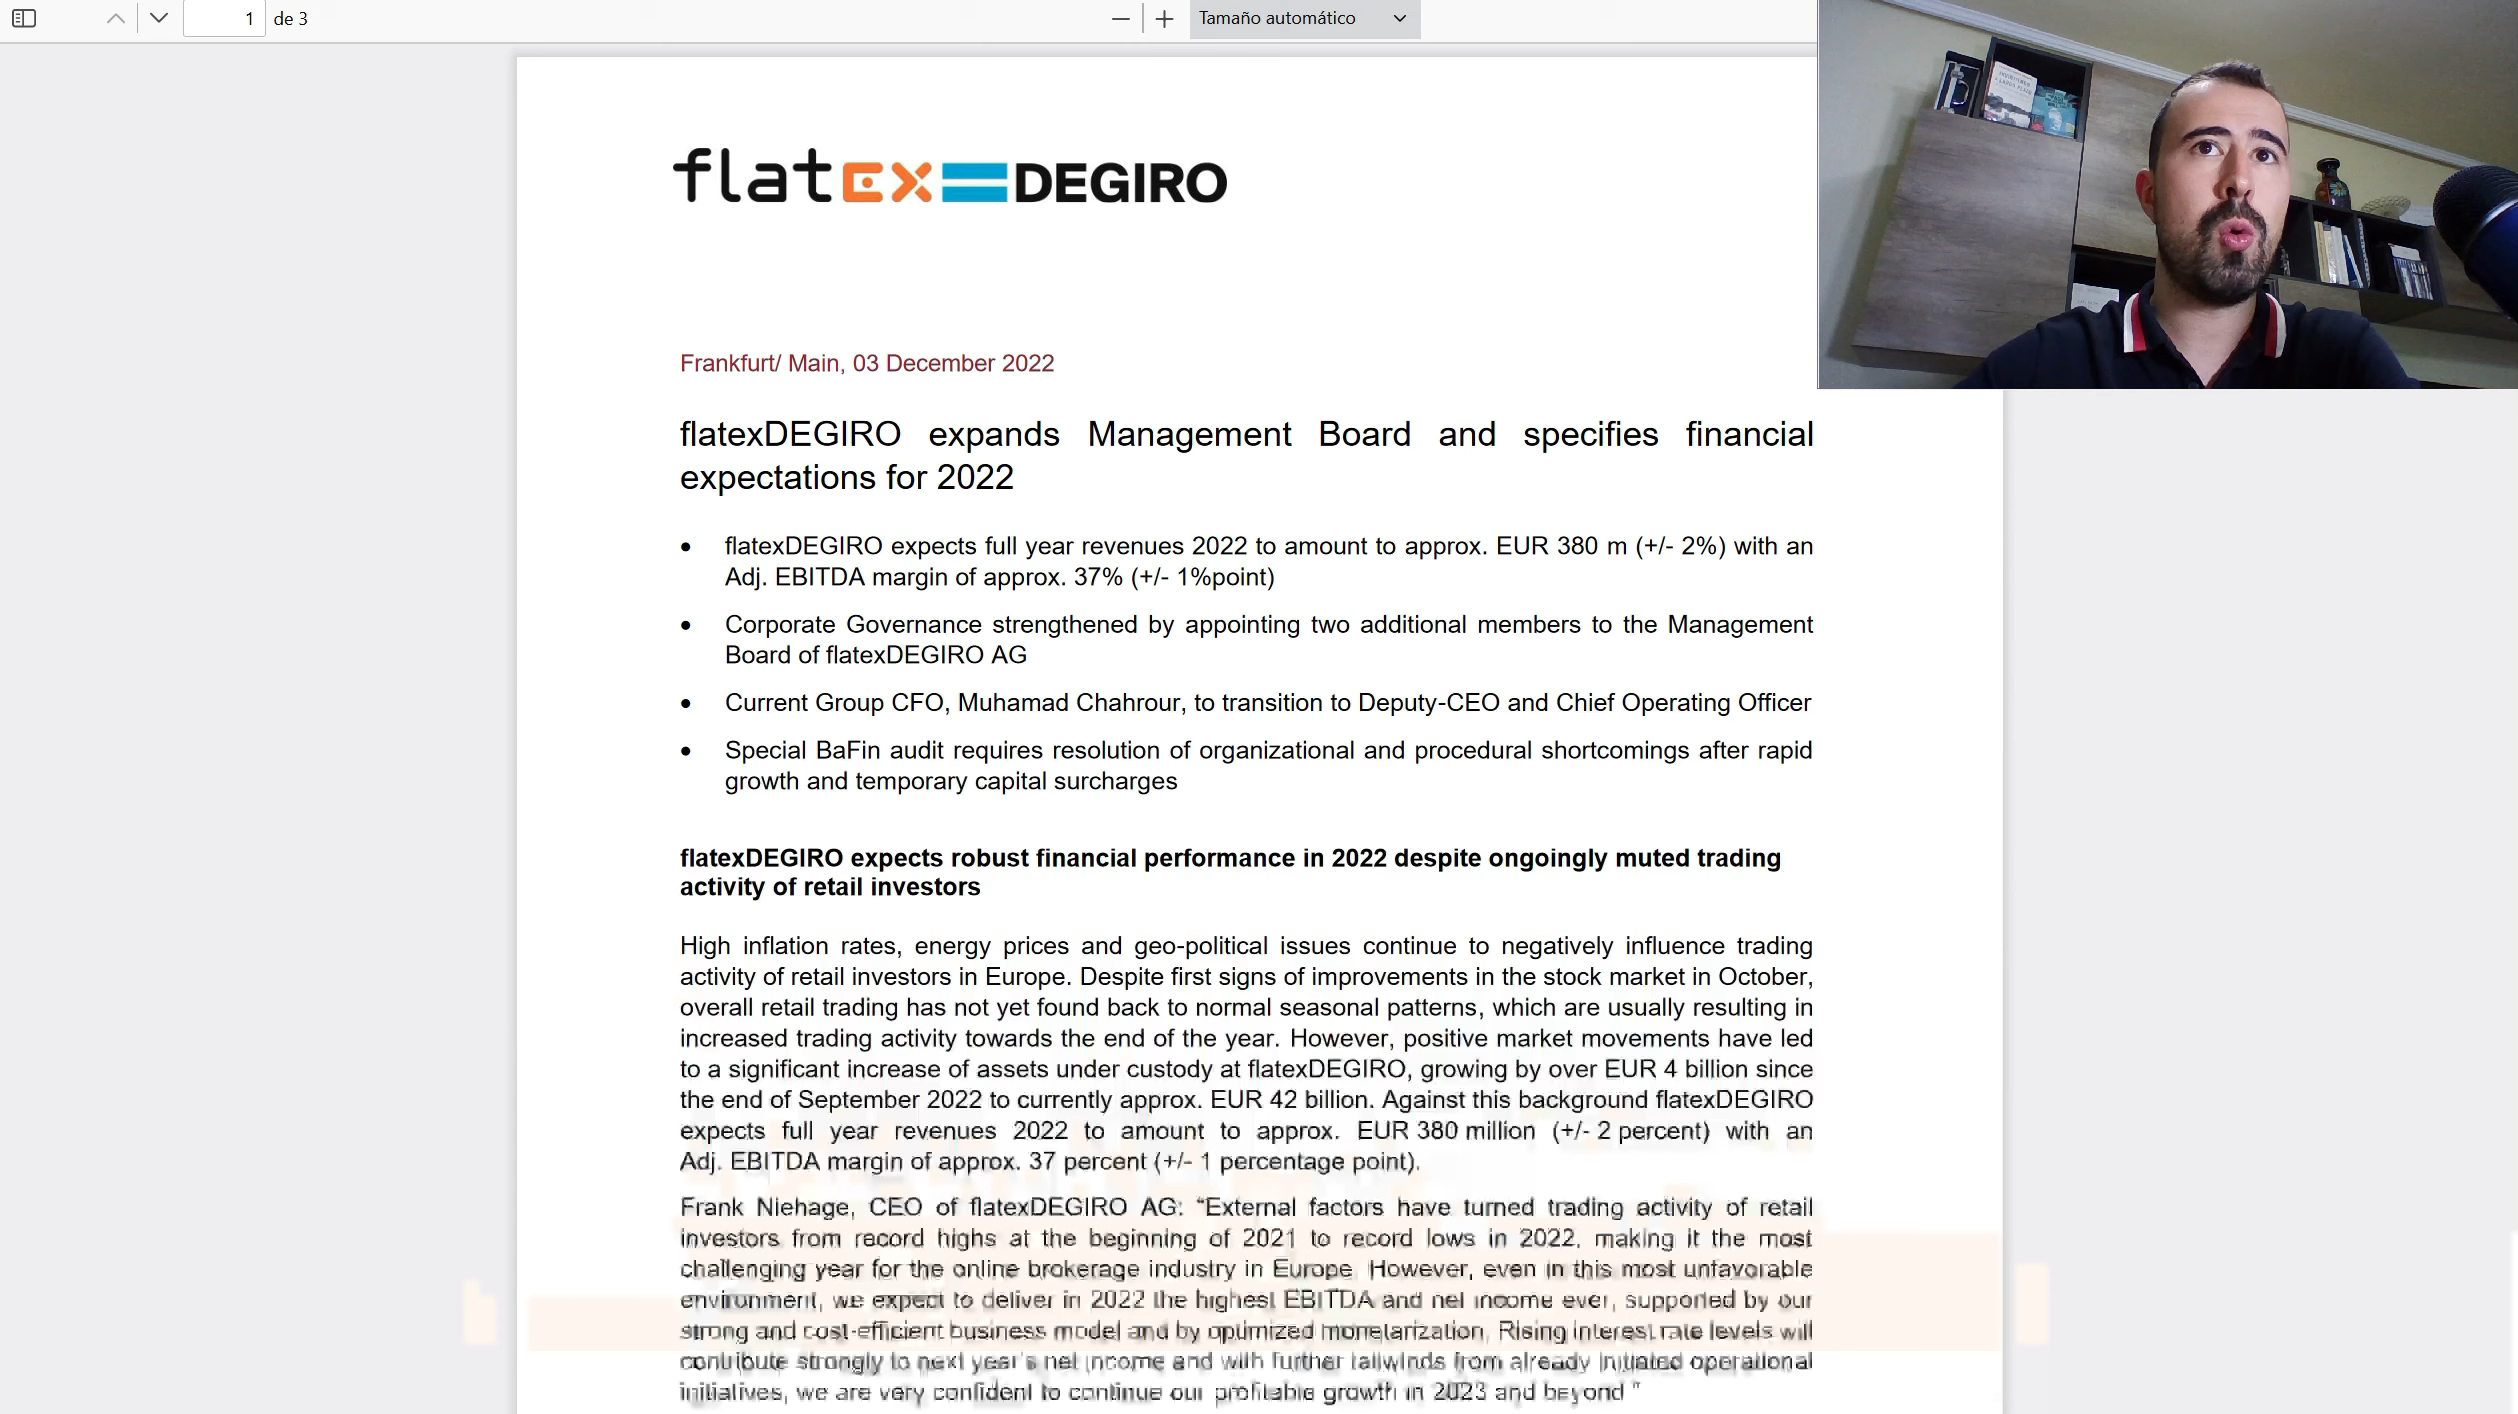 1 de 3
Tamaño automático
flatEX=DEGIRO
Frankfurt/ Main, 03 December 2022
flatexDEGIRO expands Management Board and specifies financial
expectations for 2022
• flatexDEGIRO expects full year revenues 2022 to amount to approx. EUR 380 m (+/- 2%) with an
Adj. EBITDA margin of approx. 37% (+/- 1%point)
• Corporate Governance strengthened by appointing two additional members to the Management
Board of flatexDEGIRO AG
• Current Group CFO, Muhamad Chahrour, to transition to Deputy-CEO and Chief Operating Officer
• Special BaFin audit requires resolution of organizational and procedural shortcomings after rapid
growth and temporary capital surcharges
flatexDEGIRO expects robust financial performance in 2022 despite ongoingly muted trading
activity of retail investors
High inflation rates, energy prices and geo-political issues continue to negatively influence trading
activity of retail investors in Europe. Despite first signs of improvements in the stock market in October,
overall retail trading has not yet found back to normal seasonal patterns, which are usually resulting in
increased trading activity towards the end of the year. However, positive market movements have led
to a significant increase of assets under custody at flatexDEGIRO, growing by over EUR 4 billion since
the end of September 2022 to currently approx. EUR 42 billion. Against this background flatexDEGIRO
expects full year revenues 2022 to amount to approx. EUR 380 million (+/- 2 percent) with an
Adj. EBITDA margin of approx. 37 percent (+/- 1 percentage point).
Frank Niehage, CEO of flatexDEGIRO AG: “External factors have turned trading activity of retail
investors from record highs at the beginning of 2021 to record lows in 2022, making it the most
challenging year for the online brokerage industry in Europe. However, even in this most unfavorable
environment, we expect to deliver in 2022 the highest EBITDA and net income ever, supported by our
strong and cost-efficient business model and by optimized monetarization. Rising interest rate levels will
contribute strongly to next year's net income and with further tailwinds from already initiated operational
initiatives, we are very confident to continue our profitable growth in 2023 and beyond.”